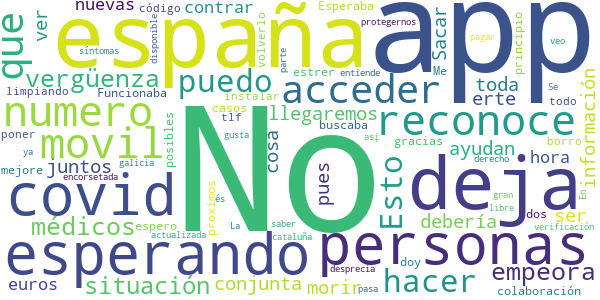 nuevas código contrar Esperaba
que ver españa app
disponible volverlo protegernos Me Sacar principio
síntomas parte pagar
vergüenza puedo acceder
limpiando Funcionaba estrer entiende toda erte veo
instalar Se todo
numero casos llegaremos reconoce información
movil poner posibles tlf buscaba gracias borro
ya gusta cosa ayudan
mejore juntos así pues Esto hora derecho
galicia
covid No deja
encorsetada próximos és gran
médicos La debería ser dos libre
espero saber En verificación
esperando actualizada cataluña personas
euros situación conjunta morir desprecia doy hacer empeora
pasa colaboración